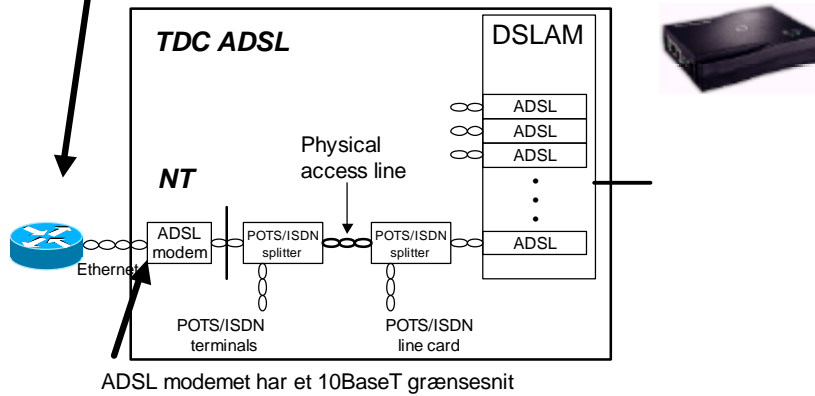 TDC ADSL
DSLAM
ADSL
ADSL
ADSL
Physical
access line
NT
ADSL
modem
POTS/ISDN
splitter
POTS/ISDN
splitter
ADSL
Ethernet
POTS/ISDN
terminals
POTS/ISDN
line card
ADSL modemet har et 10BaseT grænsesnit